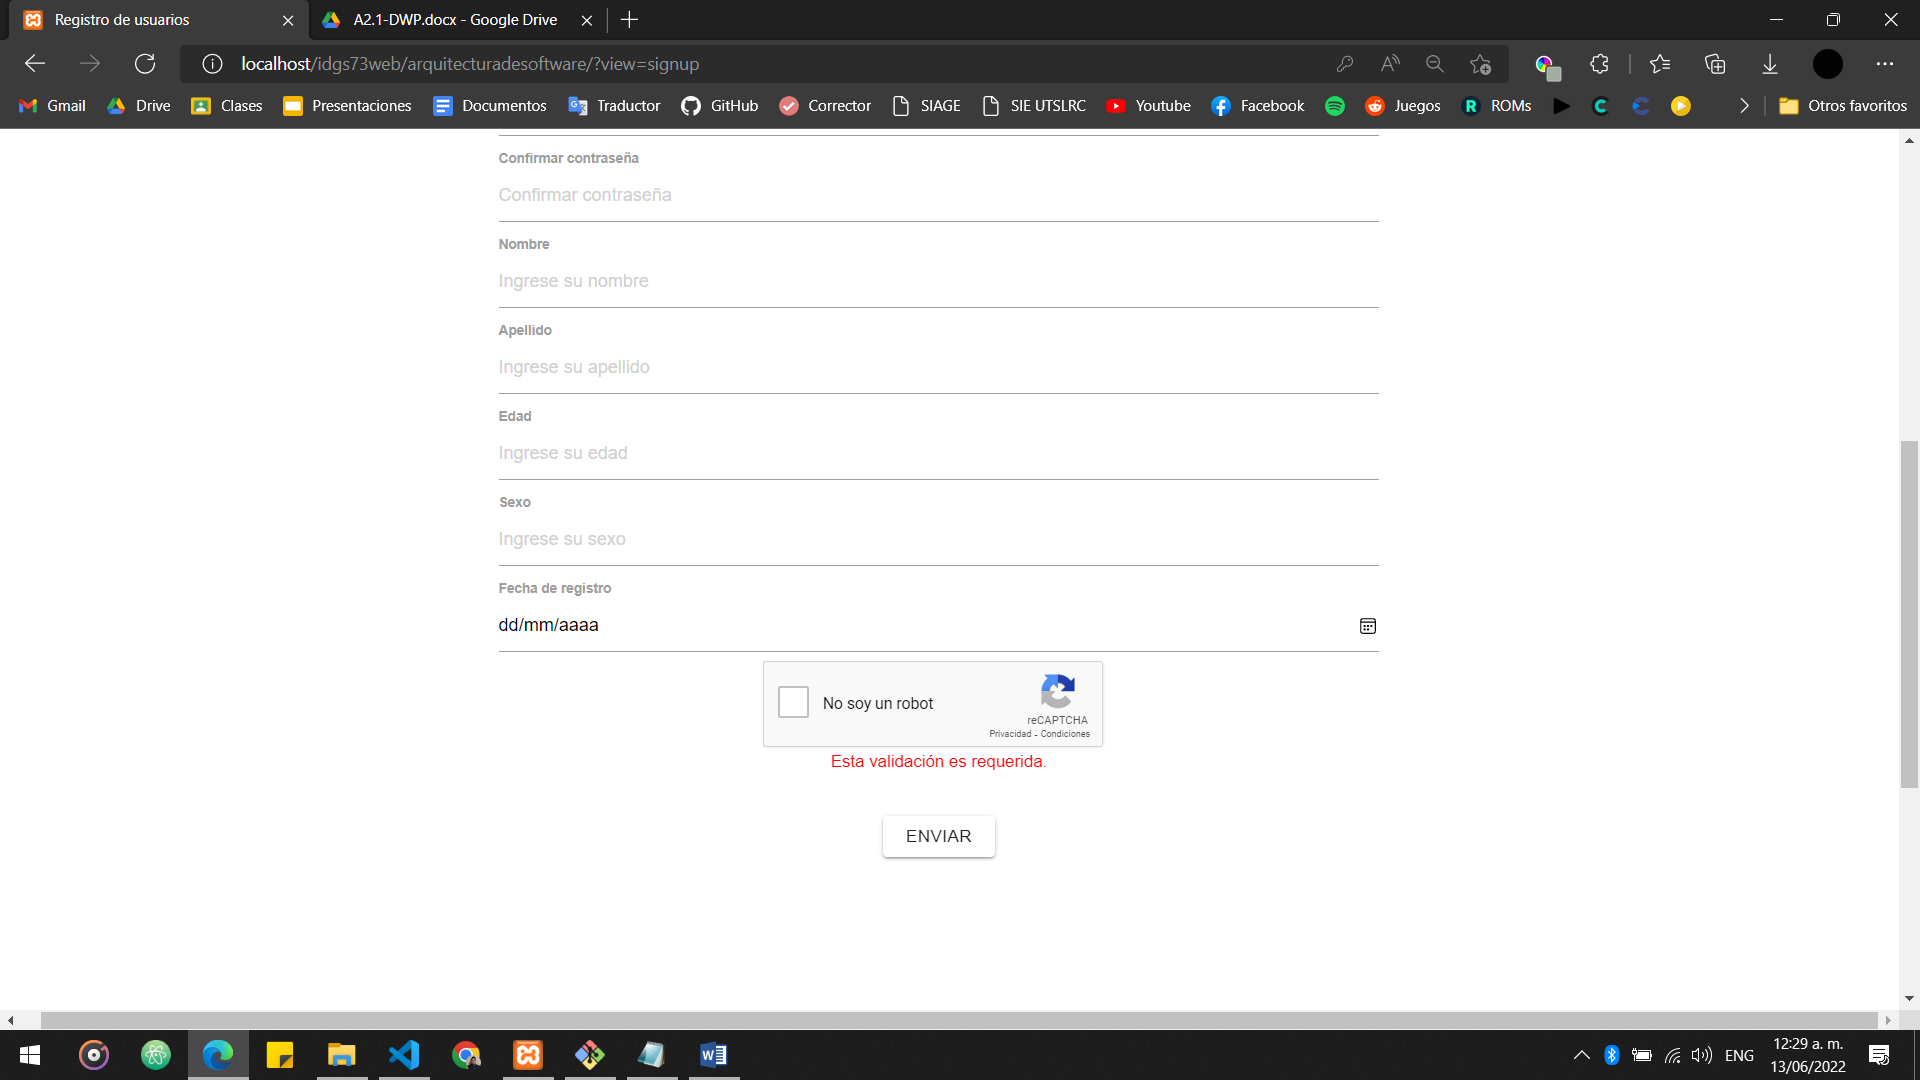 Registro de usuarios
A2.1-DWP.docx - Google Drive
localhost/idgs73web/arquitecturadesoftware/?view=signup
Gmail Drive Clases Presentaciones Documentos Traductor GitHub Corrector SIAGE SIE UTSLRC Youtube Facebook Juegos ROMs Otros favoritos
Confirmar contraseña
Confirmar contraseña
Nombre
Ingrese su nombre
Apellido
Ingrese su apellido
Edad
Ingrese su edad
Sexo
Ingrese su sexo
Fecha de registro
dd/mm/aaaa
No soy un robot
reCAPTCHA
Privacidad - Condiciones
Esta validación es requerida.
ENVIAR
ENG
12:29 a. m.
13/06/2022